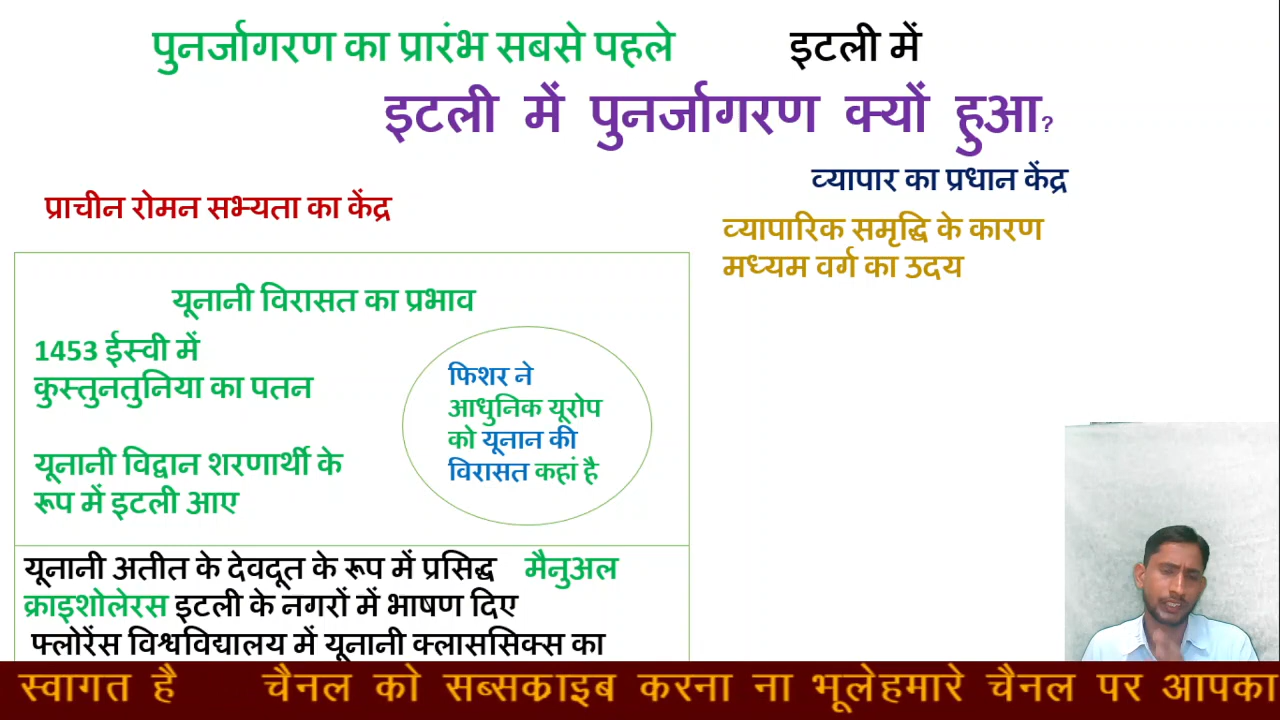 पुनर्जागरण का प्रारंभ सबसे पहले इटली में
इटली में पुनर्जागरण क्यों हुआ?
व्यापार का प्रधान केंद्र
प्राचीन रोमन सभ्यता का केंद्र
व्यापारिक समृद्धि के कारण
मध्यम वर्ग का उदय
यूनानी विरासत का प्रभाव
1453 ईस्वी में
कुस्तुनतुनिया का पतन
यूनानी विद्वान शरणार्थी के
रूप में इटली आए
फिशर ने
आधुनिक यूरोप
को यूनान की
विरासत कहां है
यूनानी अतीत के देवदूत के रूप में प्रसिद्ध मैनुअल
क्राइशोलेरस इटली के नगरों में भाषण दिए
फ्लोरेंस विश्वविद्यालय में यूनानी क्लाससिक्स का
स्वागत है चैनल को सब्सक्राइब करना ना भूलेहमारे चैनल पर आपका